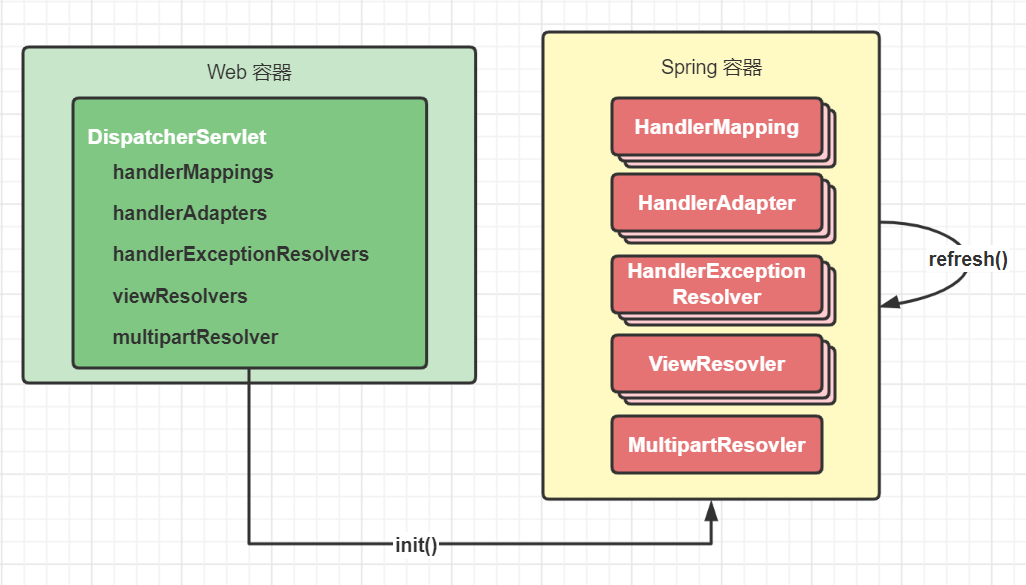 Web 容器
DispatcherServlet
handlerMappings
handlerAdapters
handlerExceptionResolvers
viewResolvers
multipartResolver
Spring 容器
HandlerMapping
HandlerAdapter
HandlerException
Resolver
ViewResovler
MultipartResovler
refresh()
init()